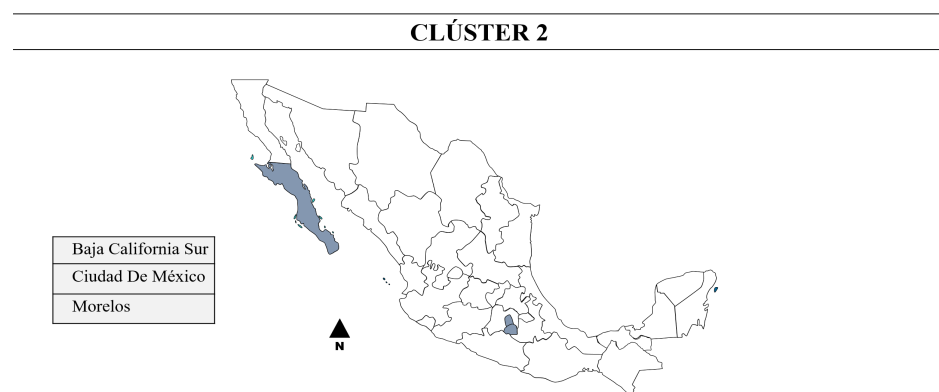 CLÚSTER 2
Baja California Sur
Ciudad De México
Morelos
N